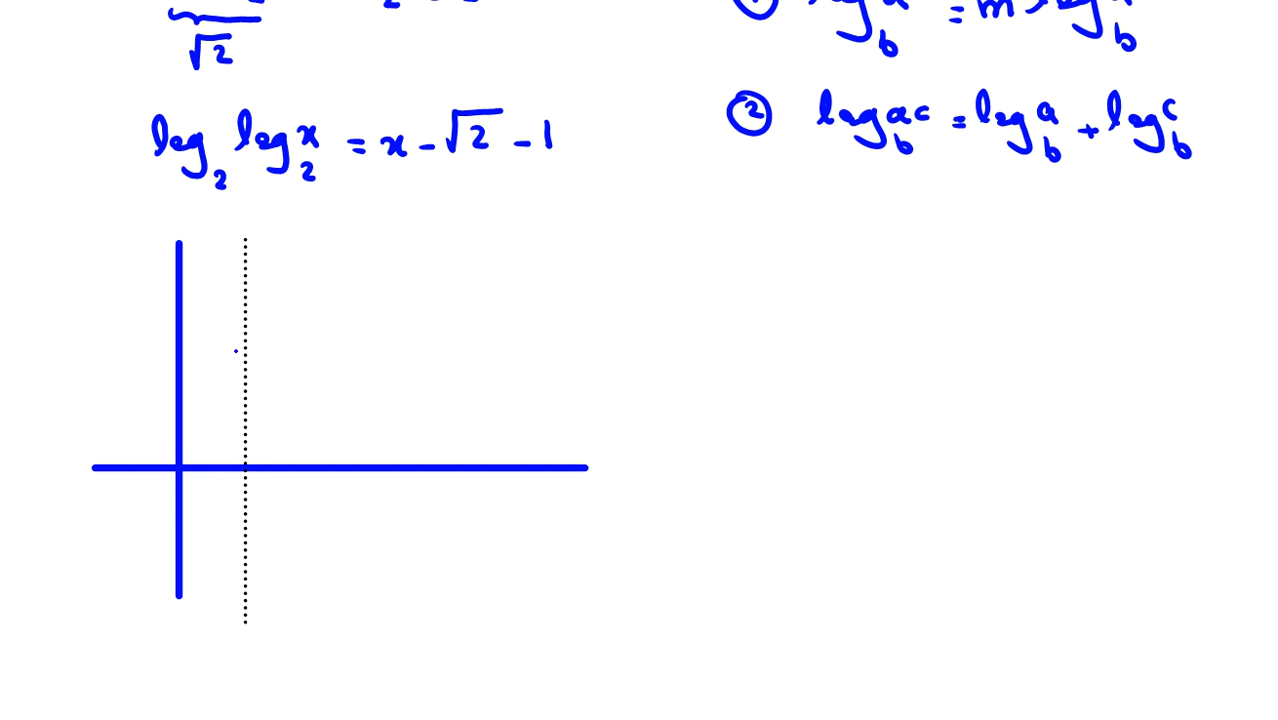 √2
log₂ log₂ x = x - √2 - 1
= m
② log_b ac = log_b a + log_b c